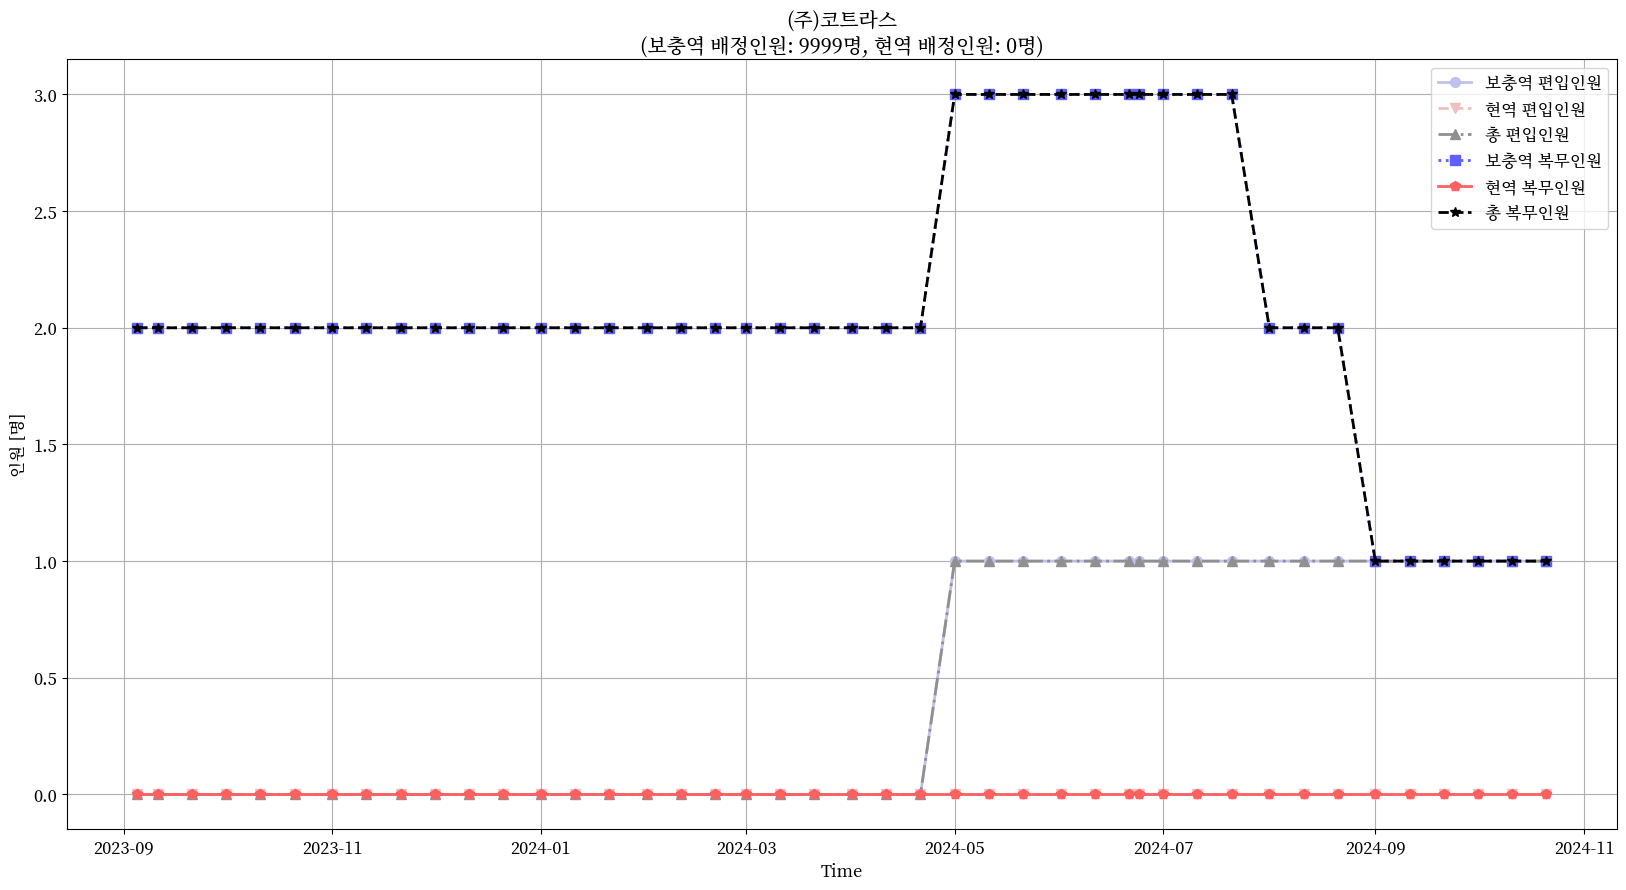 (주)코트라스
(보충역 배정인원: 9999명, 현역 배정인원: 0명)
보충역 편입인원
현역 편입인원
총 편입인원
보충역 복무인원
현역 복무인원
총 복무인원
인원 [명]
3.0
2.5
2.0
1.5
1.0
0.5
0.0
2023-09
2023-11
2024-01
2024-03
2024-05
2024-07
2024-09
2024-11
Time